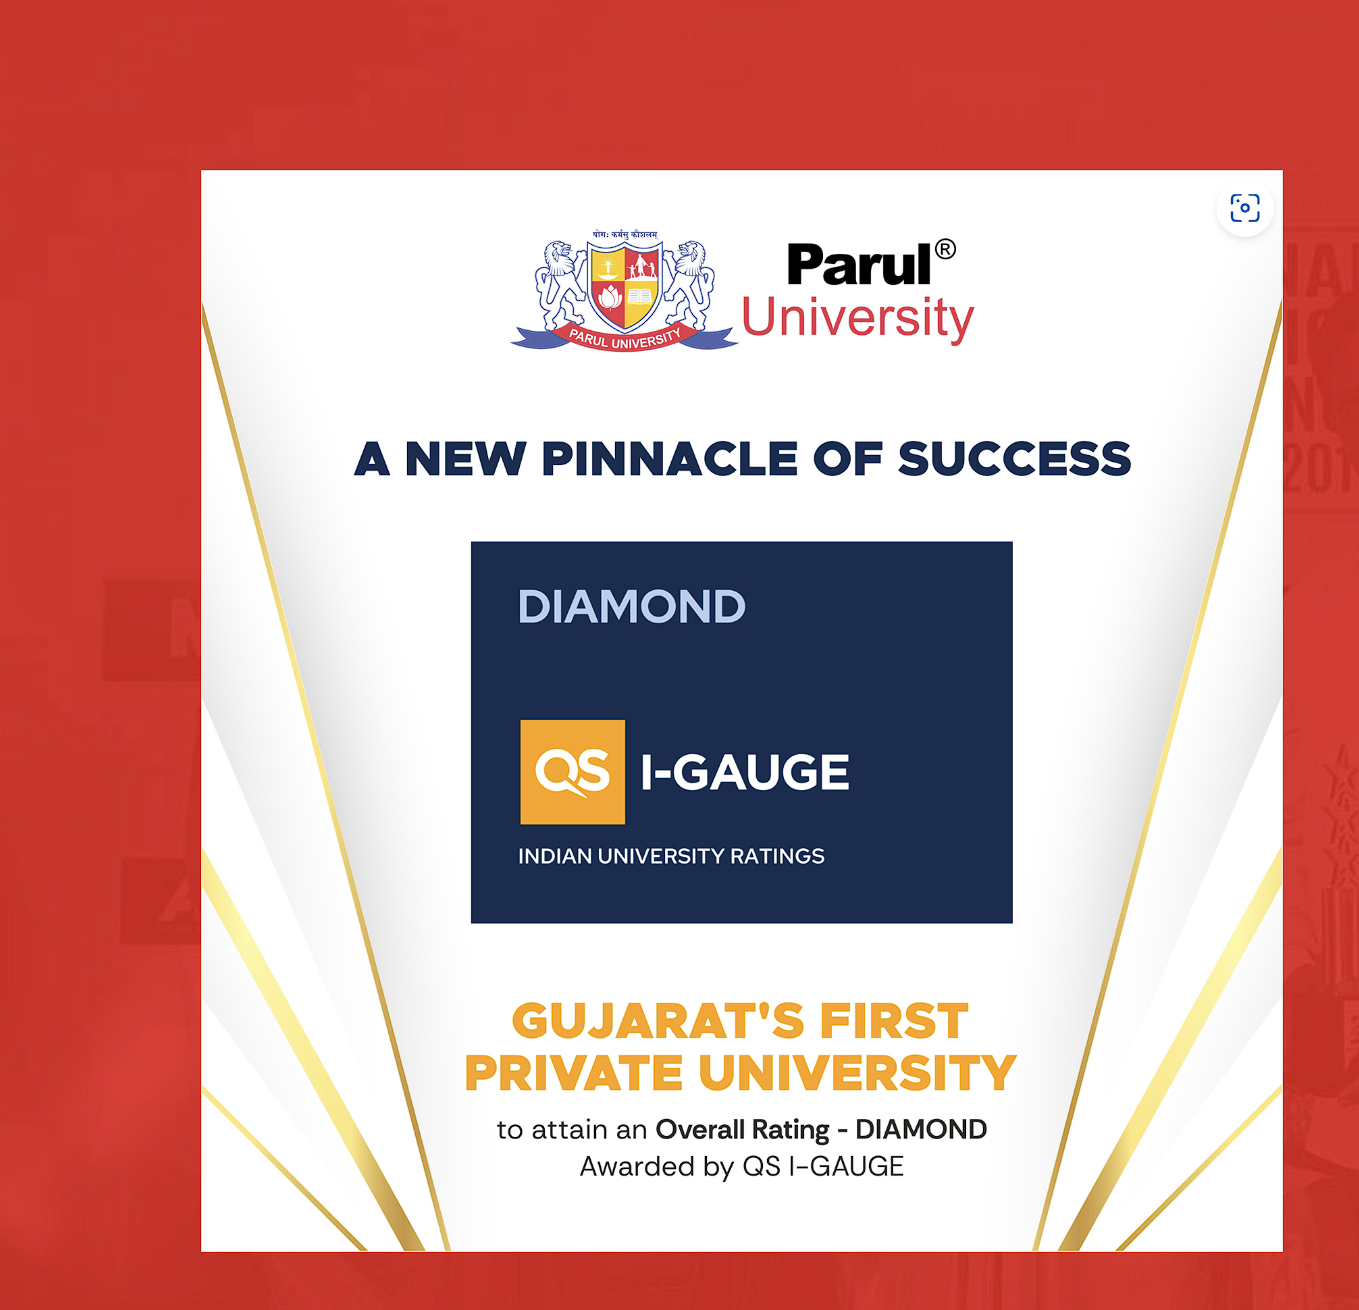 योगः कर्मसु कौशलम्
PARUL UNIVERSITY
Parul®
University
A NEW PINNACLE OF SUCCESS
DIAMOND
QS I-GAUGE
INDIAN UNIVERSITY RATINGS
GUJARAT'S FIRST
PRIVATE UNIVERSITY
to attain an Overall Rating - DIAMOND
Awarded by QS I-GAUGE